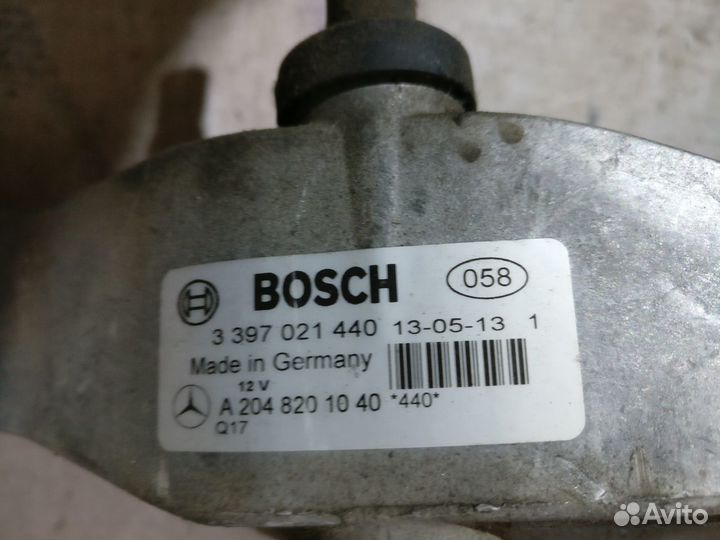 BOSCH 058
3 397 021 440 13-05-13 1
Made in Germany
12 V
A 204 820 10 40 *440*
Q17
Avito